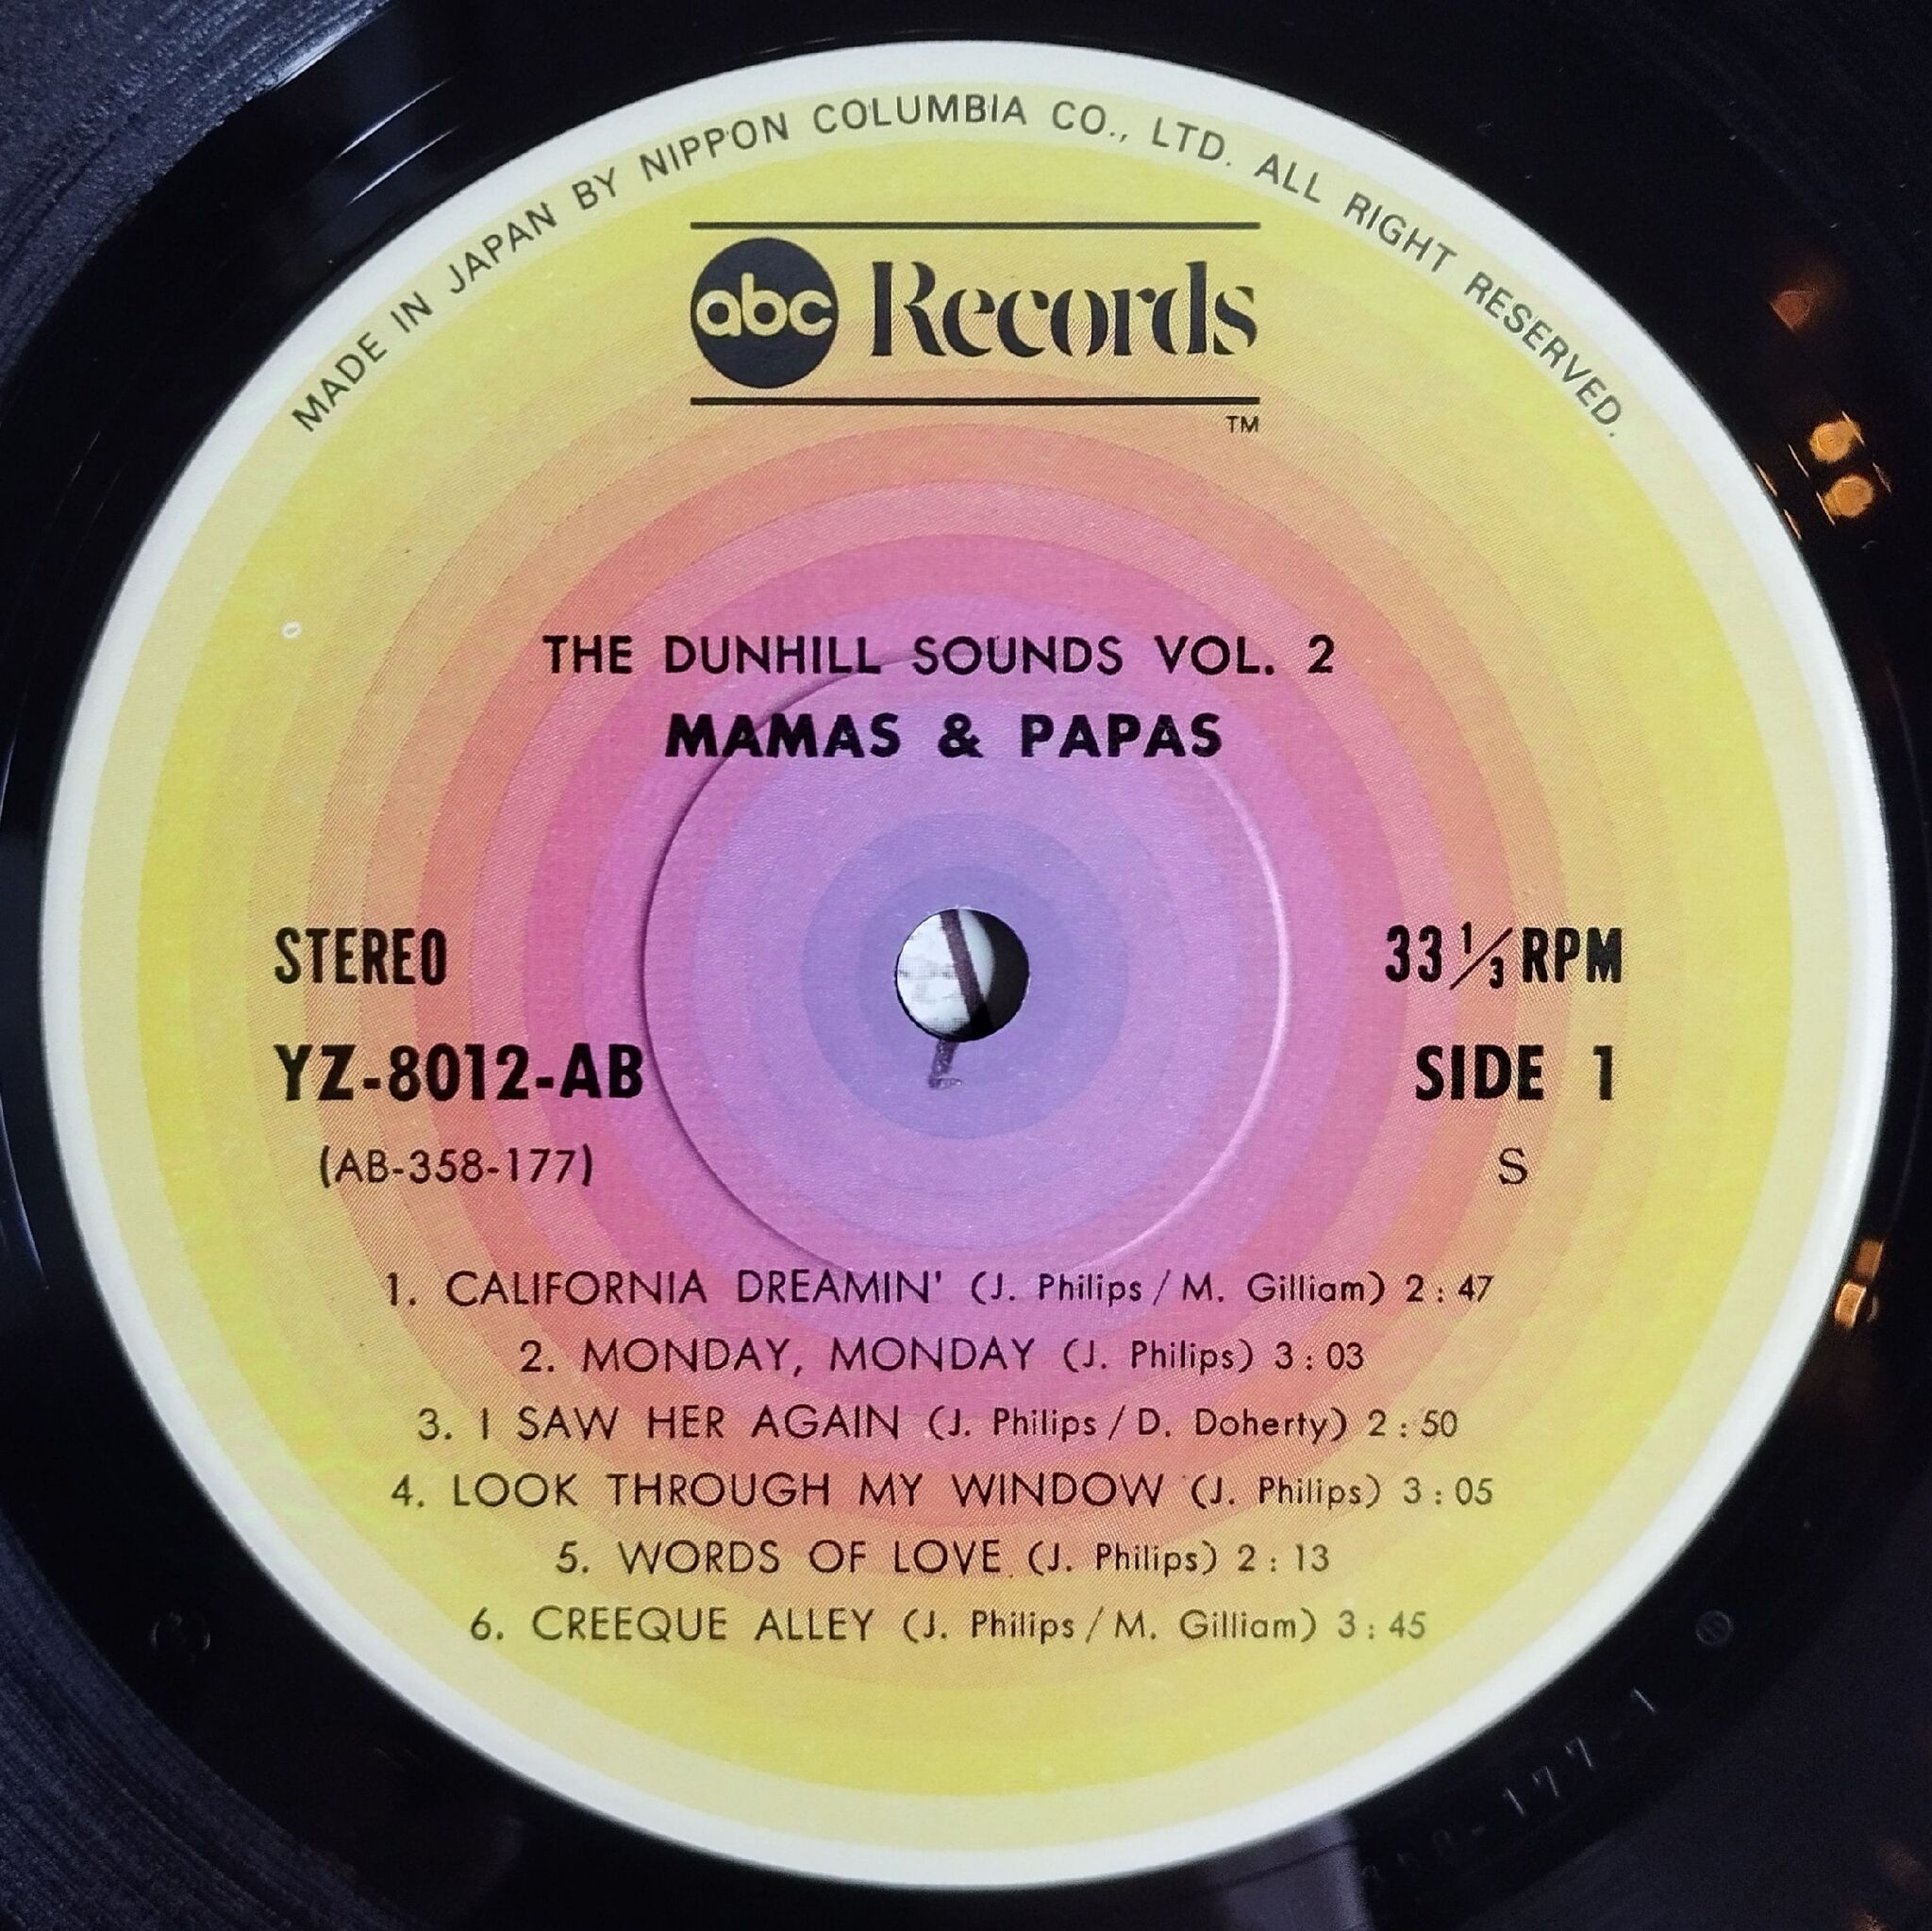 MADE IN JAPAN BY NIPPON COLUMBIA CO., LTD. ALL RIGHT RESERVED.
abc Records
TM
THE DUNHILL SOUNDS VOL. 2
MAMAS & PAPAS
STEREO
33 1/3 RPM
YZ-8012-AB
SIDE 1
(AB-358-177)
S
1. CALIFORNIA DREAMIN' (J. Philips / M. Gilliam) 2 : 47
2. MONDAY, MONDAY (J. Philips) 3 : 03
3. I SAW HER AGAIN (J. Philips / D. Doherty) 2 : 50
4. LOOK THROUGH MY WINDOW (J. Philips) 3 : 05
5. WORDS OF LOVE (J. Philips) 2 : 13
6. CREEQUE ALLEY (J. Philips / M. Gilliam) 3 : 45